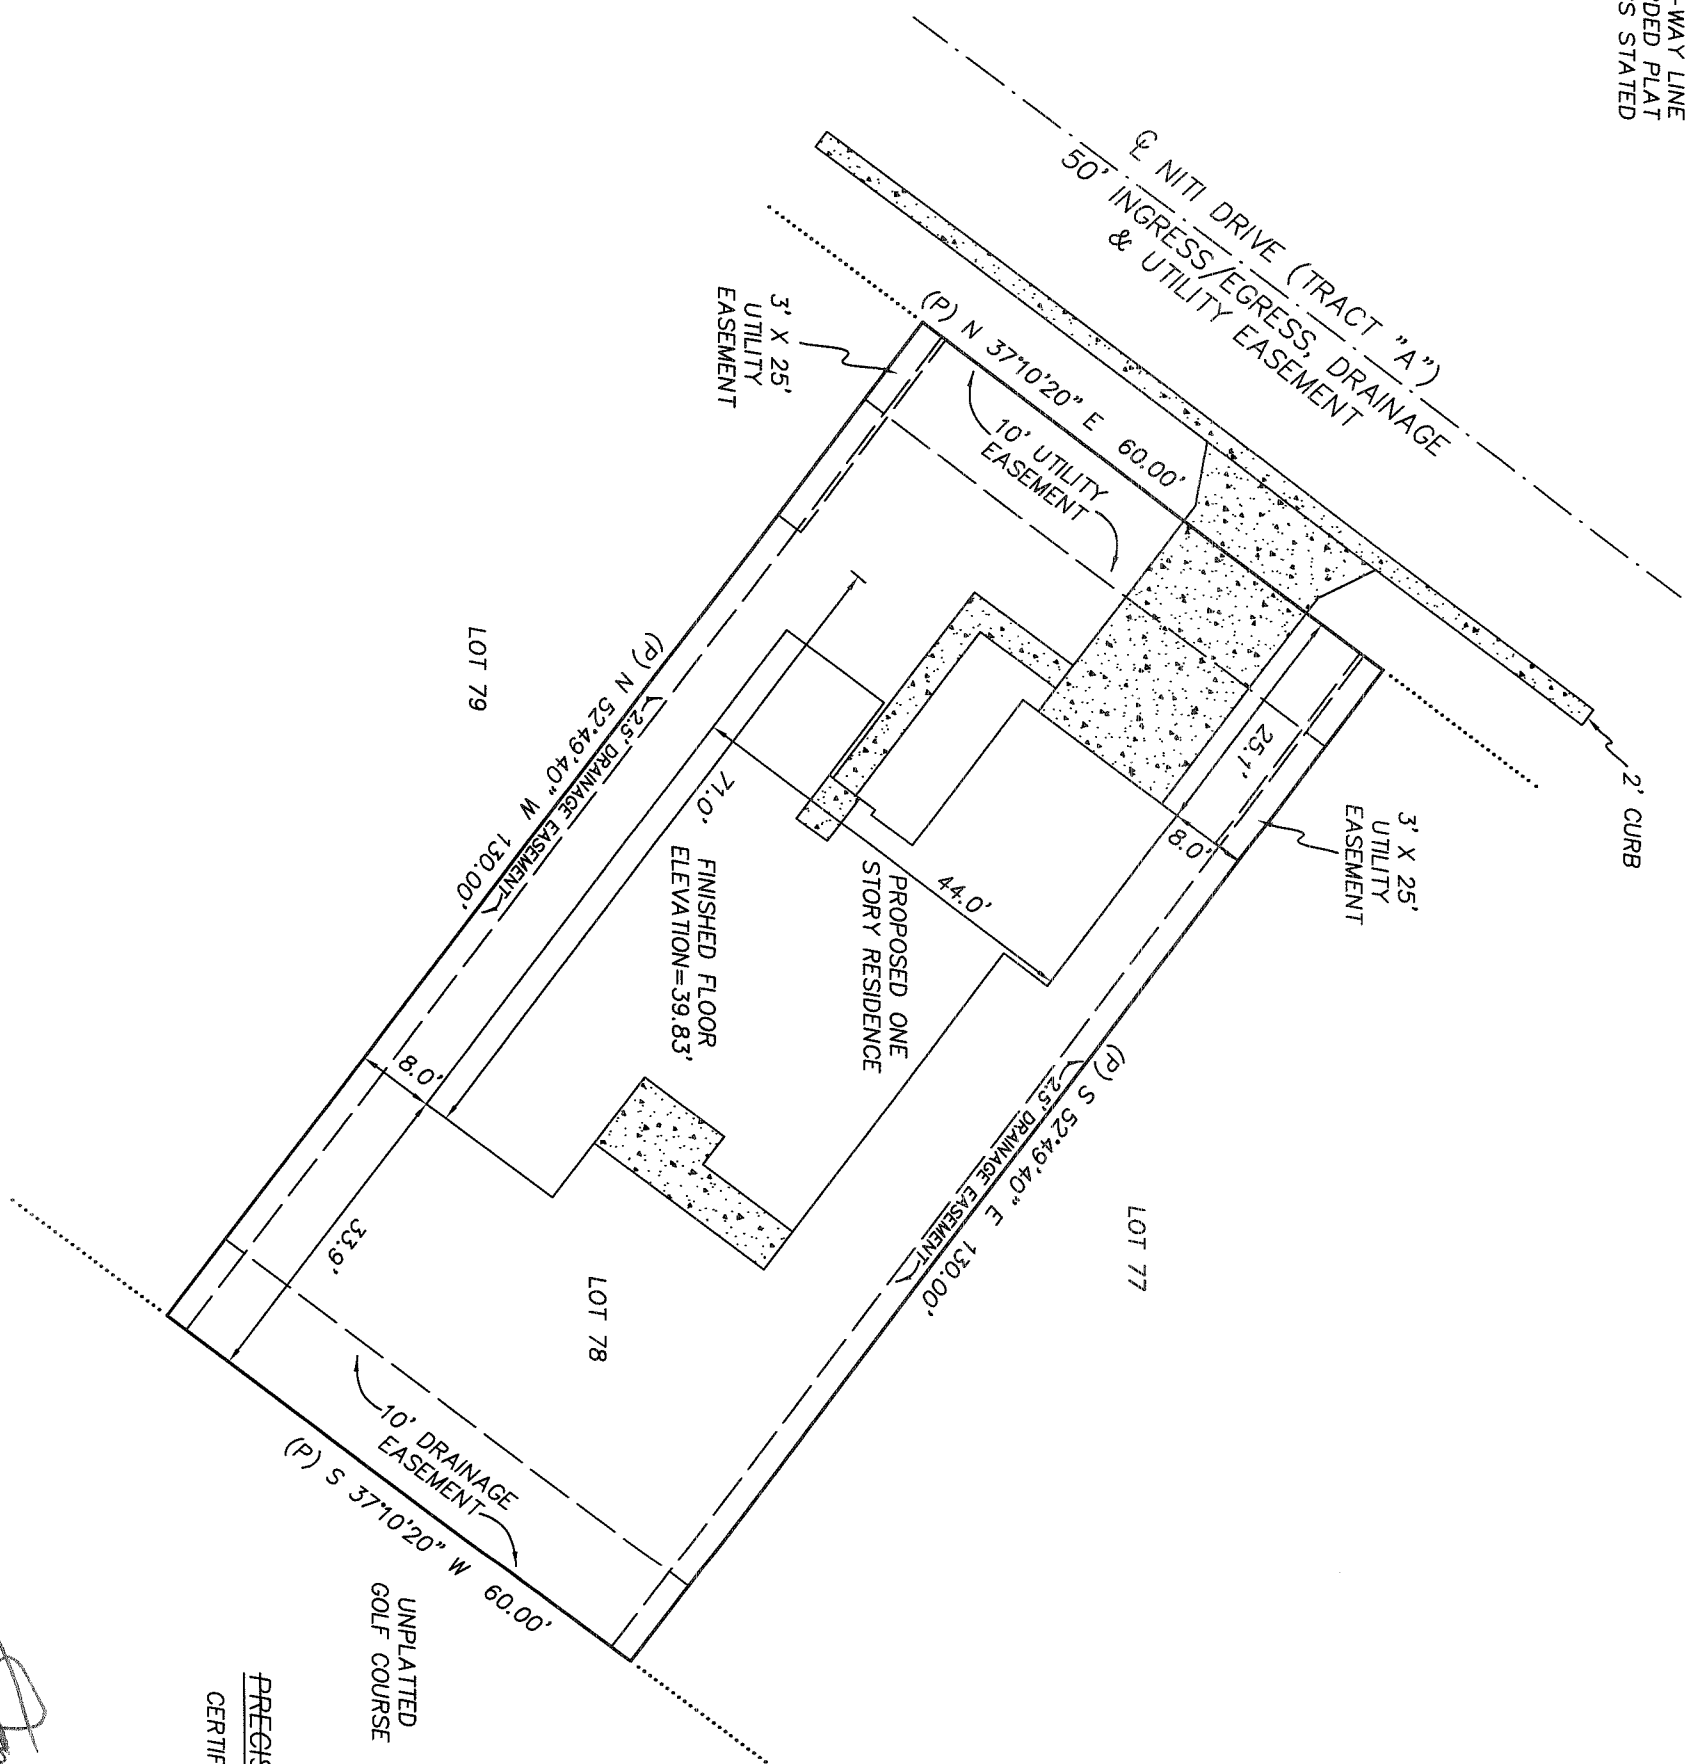 -WAY LINE
DED PLAT
S STATED
℄ NITI DRIVE (TRACT "A")
50' INGRESS/EGRESS, DRAINAGE
& UTILITY EASEMENT
2' CURB
3' X 25'
UTILITY
EASEMENT
(P) N 37°10'20" E 60.00'
10' UTILITY
EASEMENT
3' X 25'
UTILITY
EASEMENT
25.1'
8.0'
44.0'
PROPOSED ONE
STORY RESIDENCE
71.0'
FINISHED FLOOR
ELEVATION=39.83'
LOT 79
(P) N 52°49'40" W 130.00'
2.5' DRAINAGE EASEMENT
(P) S 52°49'40" E 130.00'
2.5' DRAINAGE EASEMENT
LOT 77
8.0'
33.9'
LOT 78
10' DRAINAGE
EASEMENT
(P) S 37°10'20" W 60.00'
UNPLATTED
GOLF COURSE
PRECIS
CERTIF